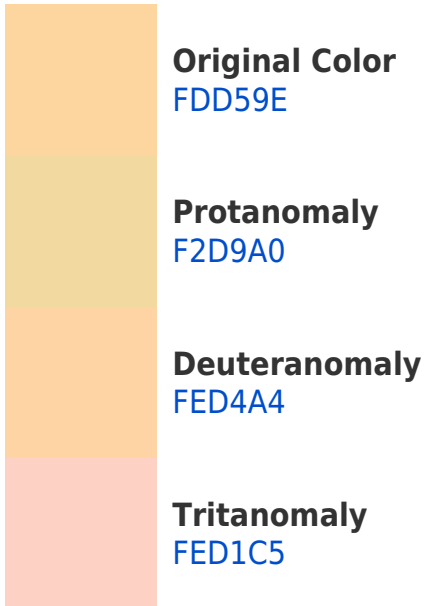 Original Color
FDD59E
Protanomaly
F2D9A0
Deuteranomaly
FED4A4
Tritanomaly
FED1C5